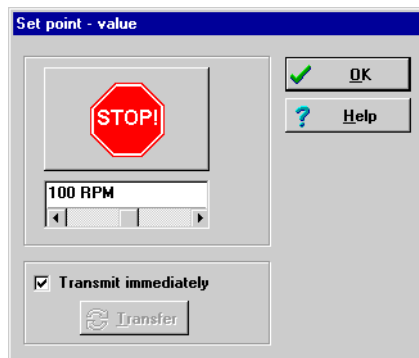 Set point - value
STOP!
OK
Help
100 RPM
Transmit immediately
Transfer